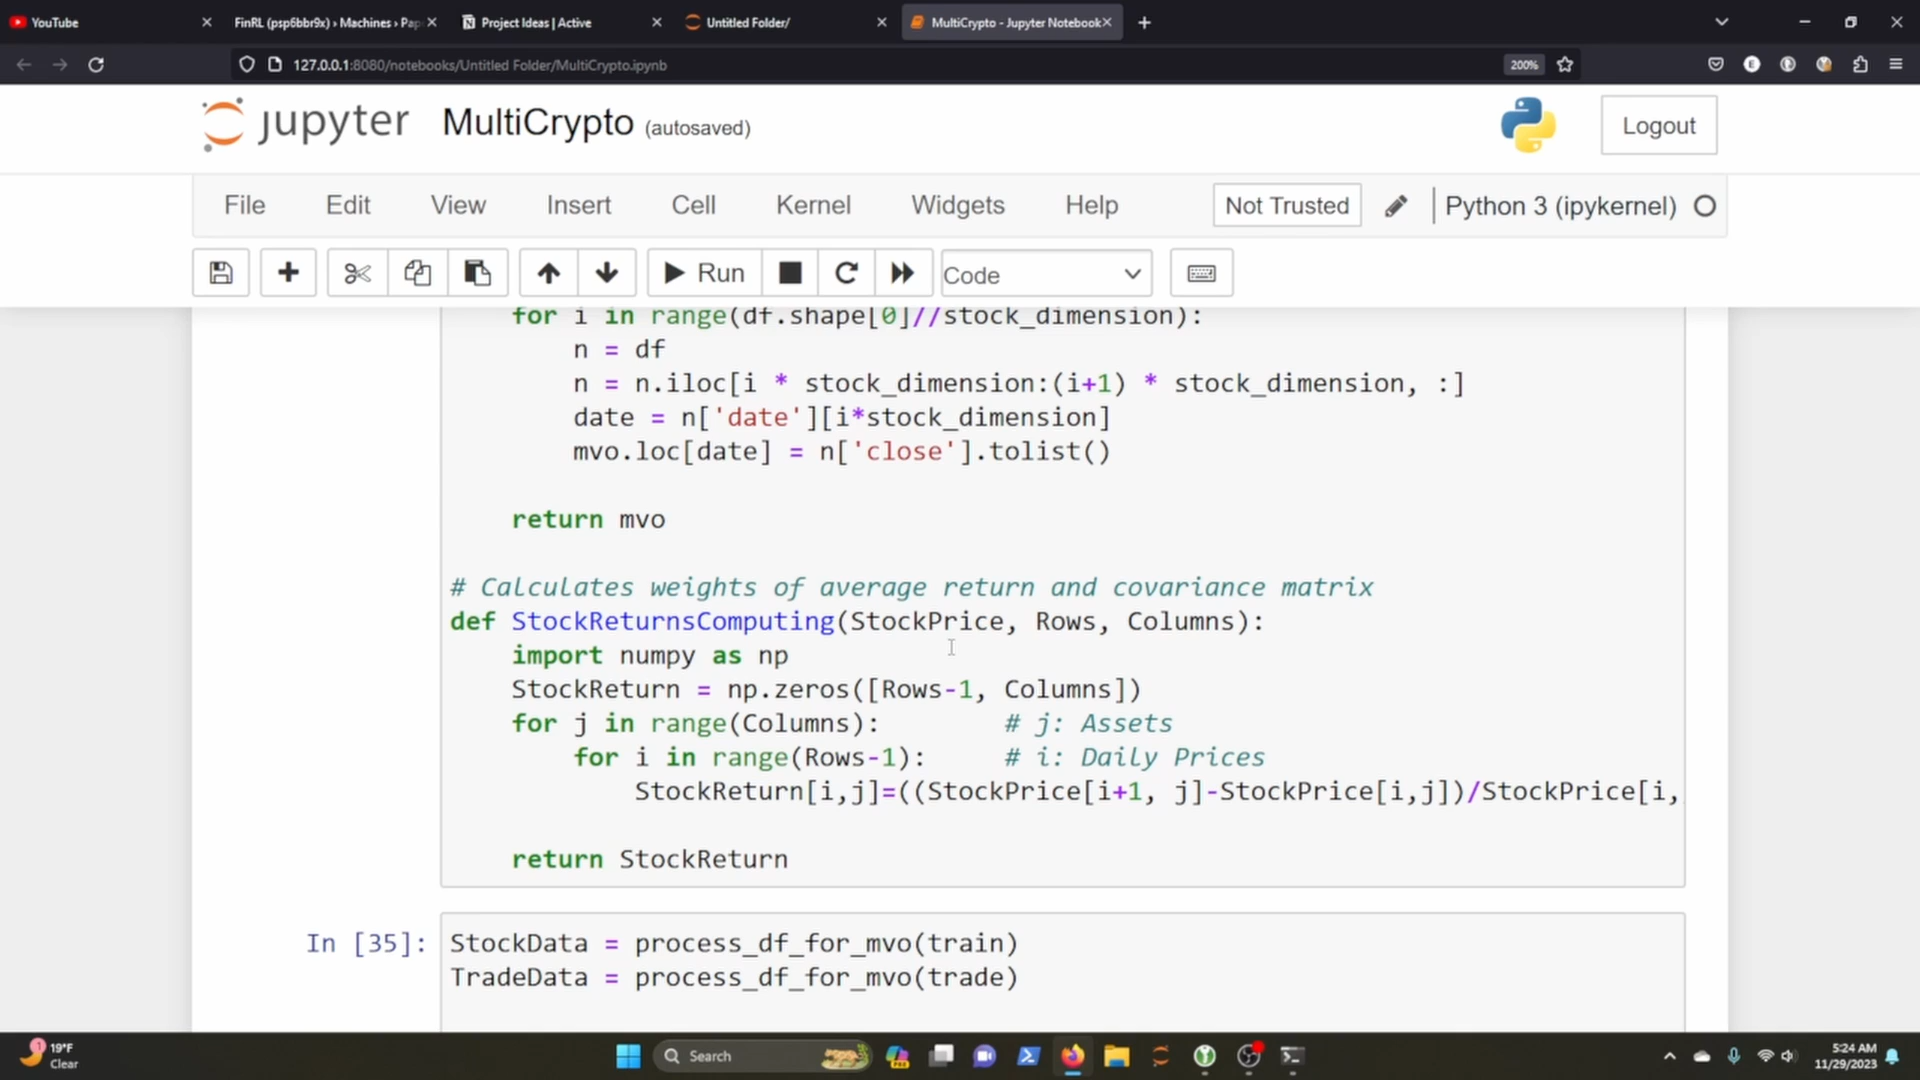 YouTube
FinRL (psp6bbr9x) › Machines › Pap
Project Ideas | Active
Untitled Folder/
MultiCrypto - Jupyter Notebook
127.0.0.1:8080/notebooks/Untitled Folder/MultiCrypto.ipynb
200%
jupyter MultiCrypto (autosaved)
Logout
File Edit View Insert Cell Kernel Widgets Help
Not Trusted
Python 3 (ipykernel)
Run
Code
for i in range(df.shape[0]//stock_dimension):
n = df
n = n.iloc[i * stock_dimension:(i+1) * stock_dimension, :]
date = n['date'][i*stock_dimension]
mvo.loc[date] = n['close'].tolist()
return mvo
# Calculates weights of average return and covariance matrix
def StockReturnsComputing(StockPrice, Rows, Columns):
import numpy as np
StockReturn = np.zeros([Rows-1, Columns])
for j in range(Columns): # j: Assets
for i in range(Rows-1): # i: Daily Prices
StockReturn[i,j]=((StockPrice[i+1, j]-StockPrice[i,j])/StockPrice[i,
return StockReturn
In [35]:
StockData = process_df_for_mvo(train)
TradeData = process_df_for_mvo(trade)
19°F
Clear
Search
5:24 AM
11/29/2023